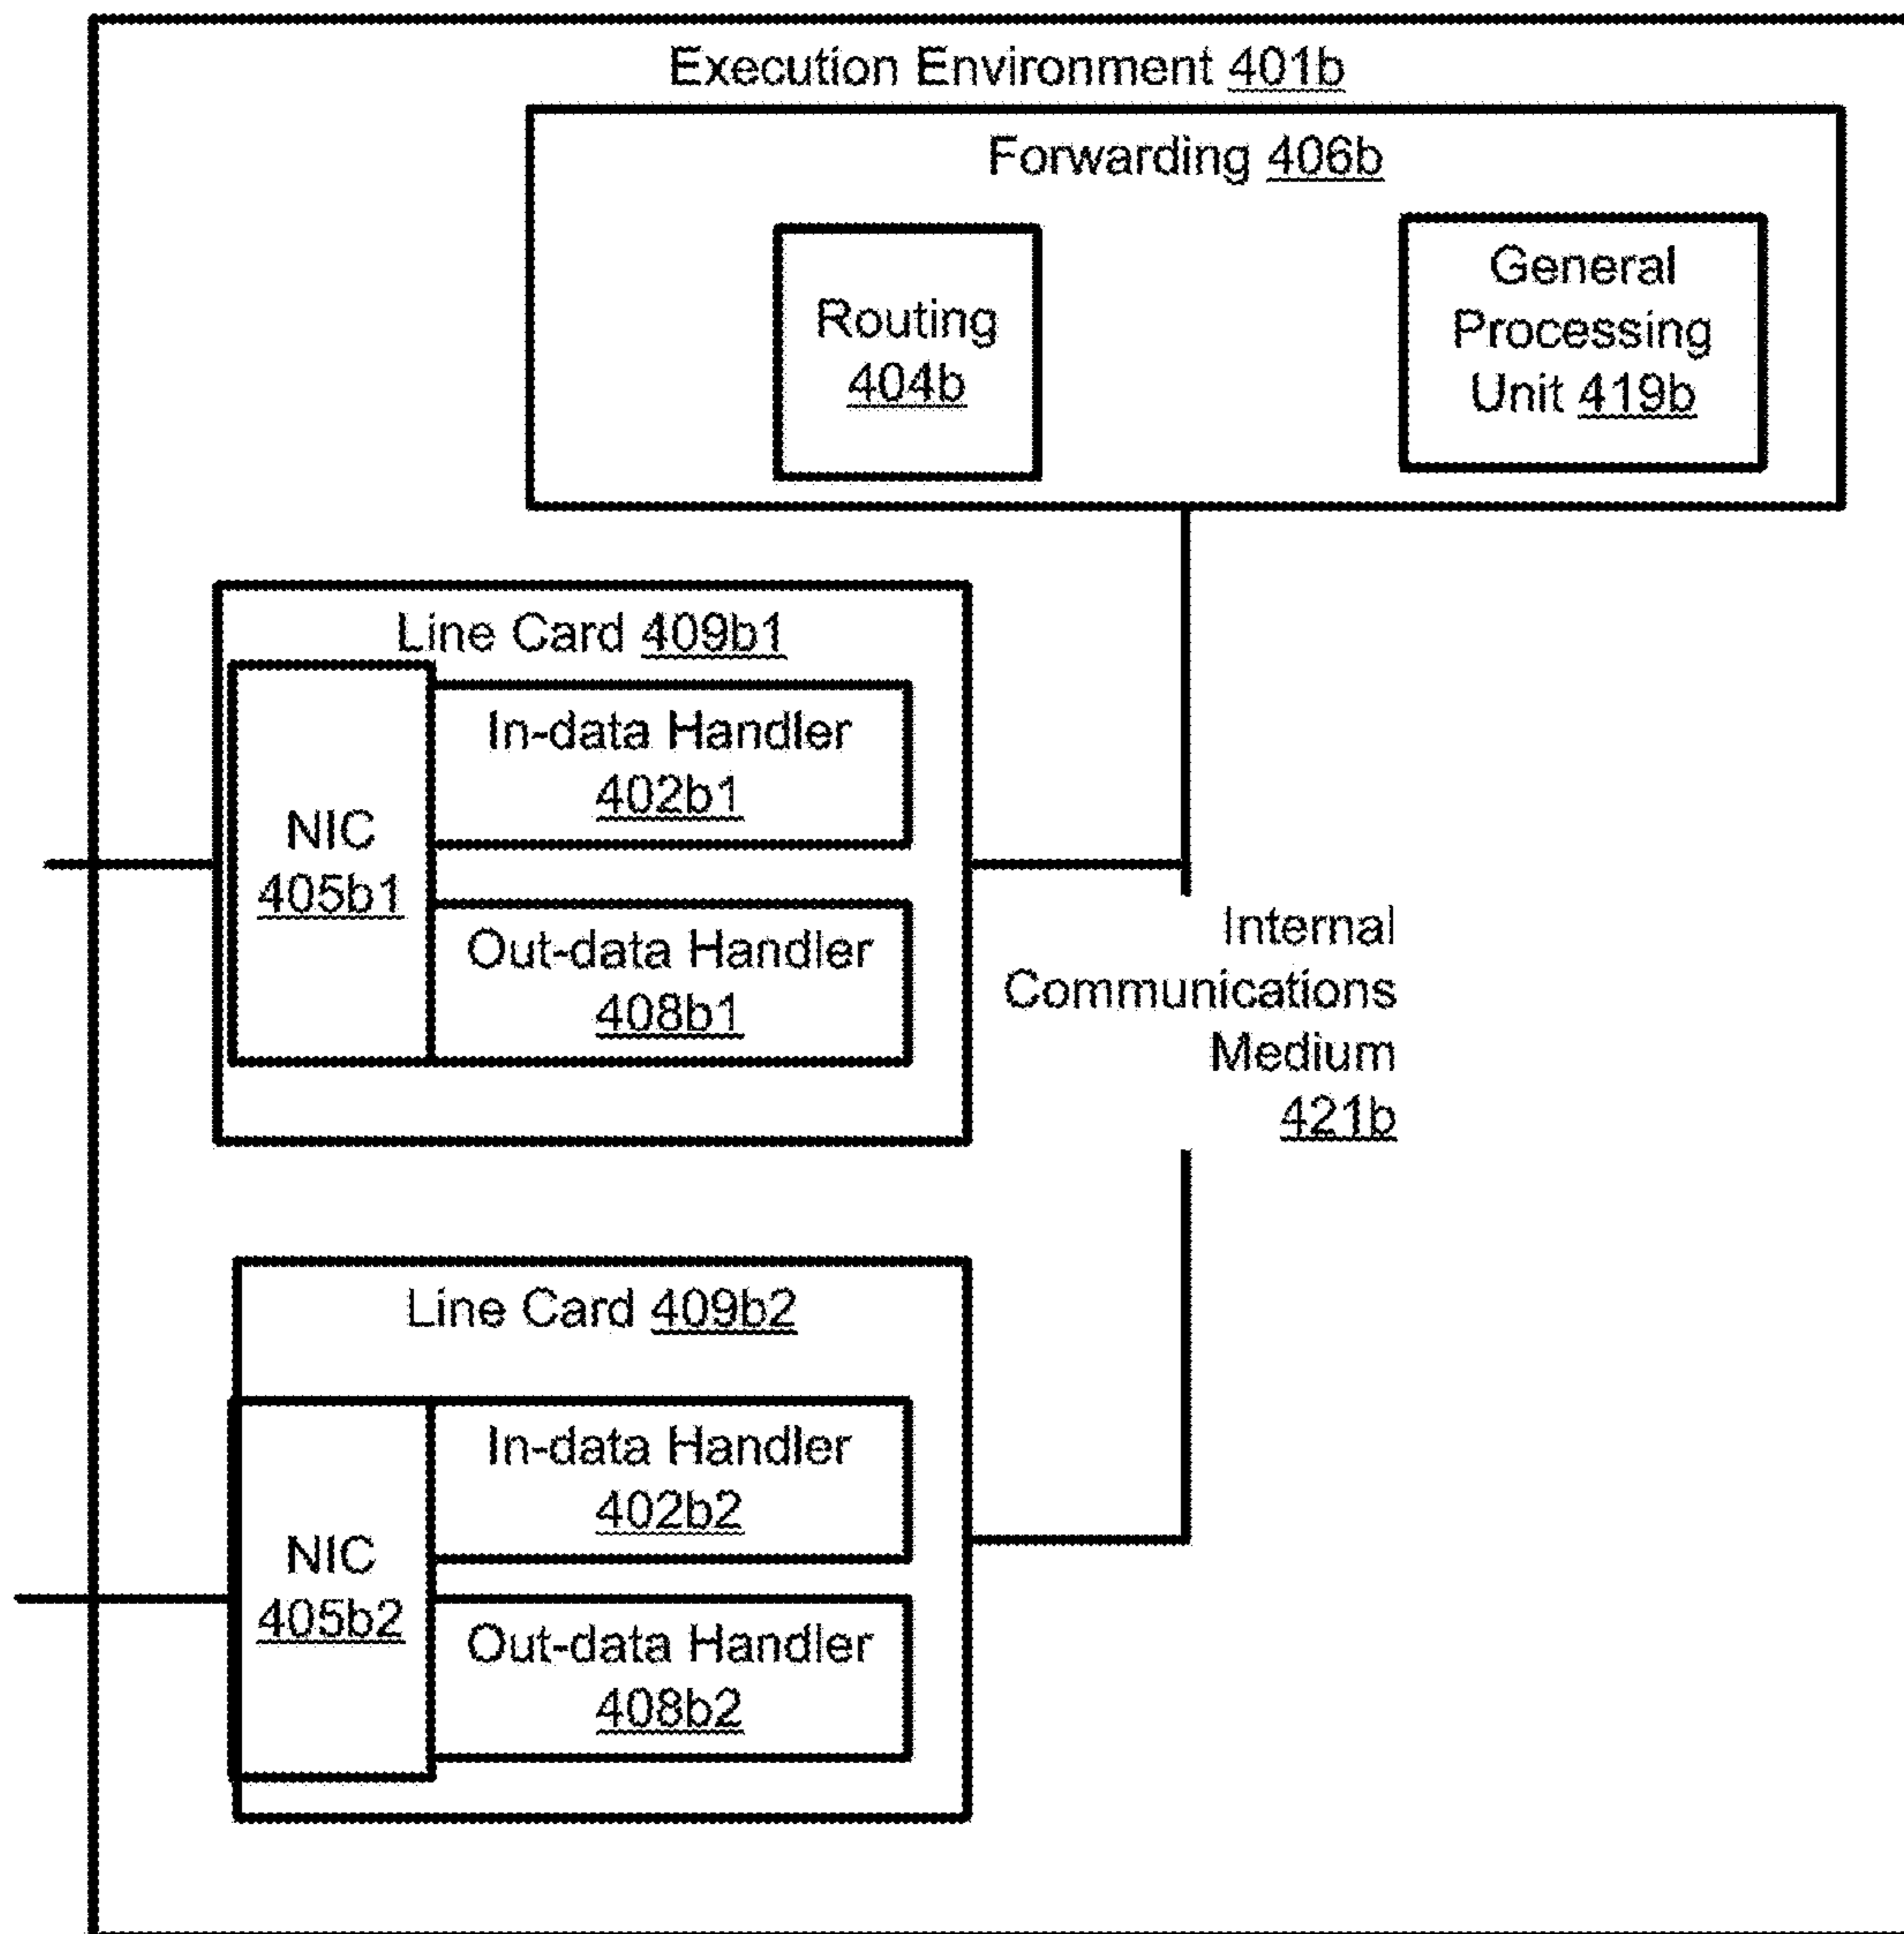 Execution Environment 401b
Forwarding 406b
Routing
404b
General
Processing
Unit 419b
Line Card 409b1
NIC
405b1
In-data Handler
402b1
Out-data Handler
408b1
Internal
Communications
Medium
421b
Line Card 409b2
NIC
405b2
In-data Handler
402b2
Out-data Handler
408b2